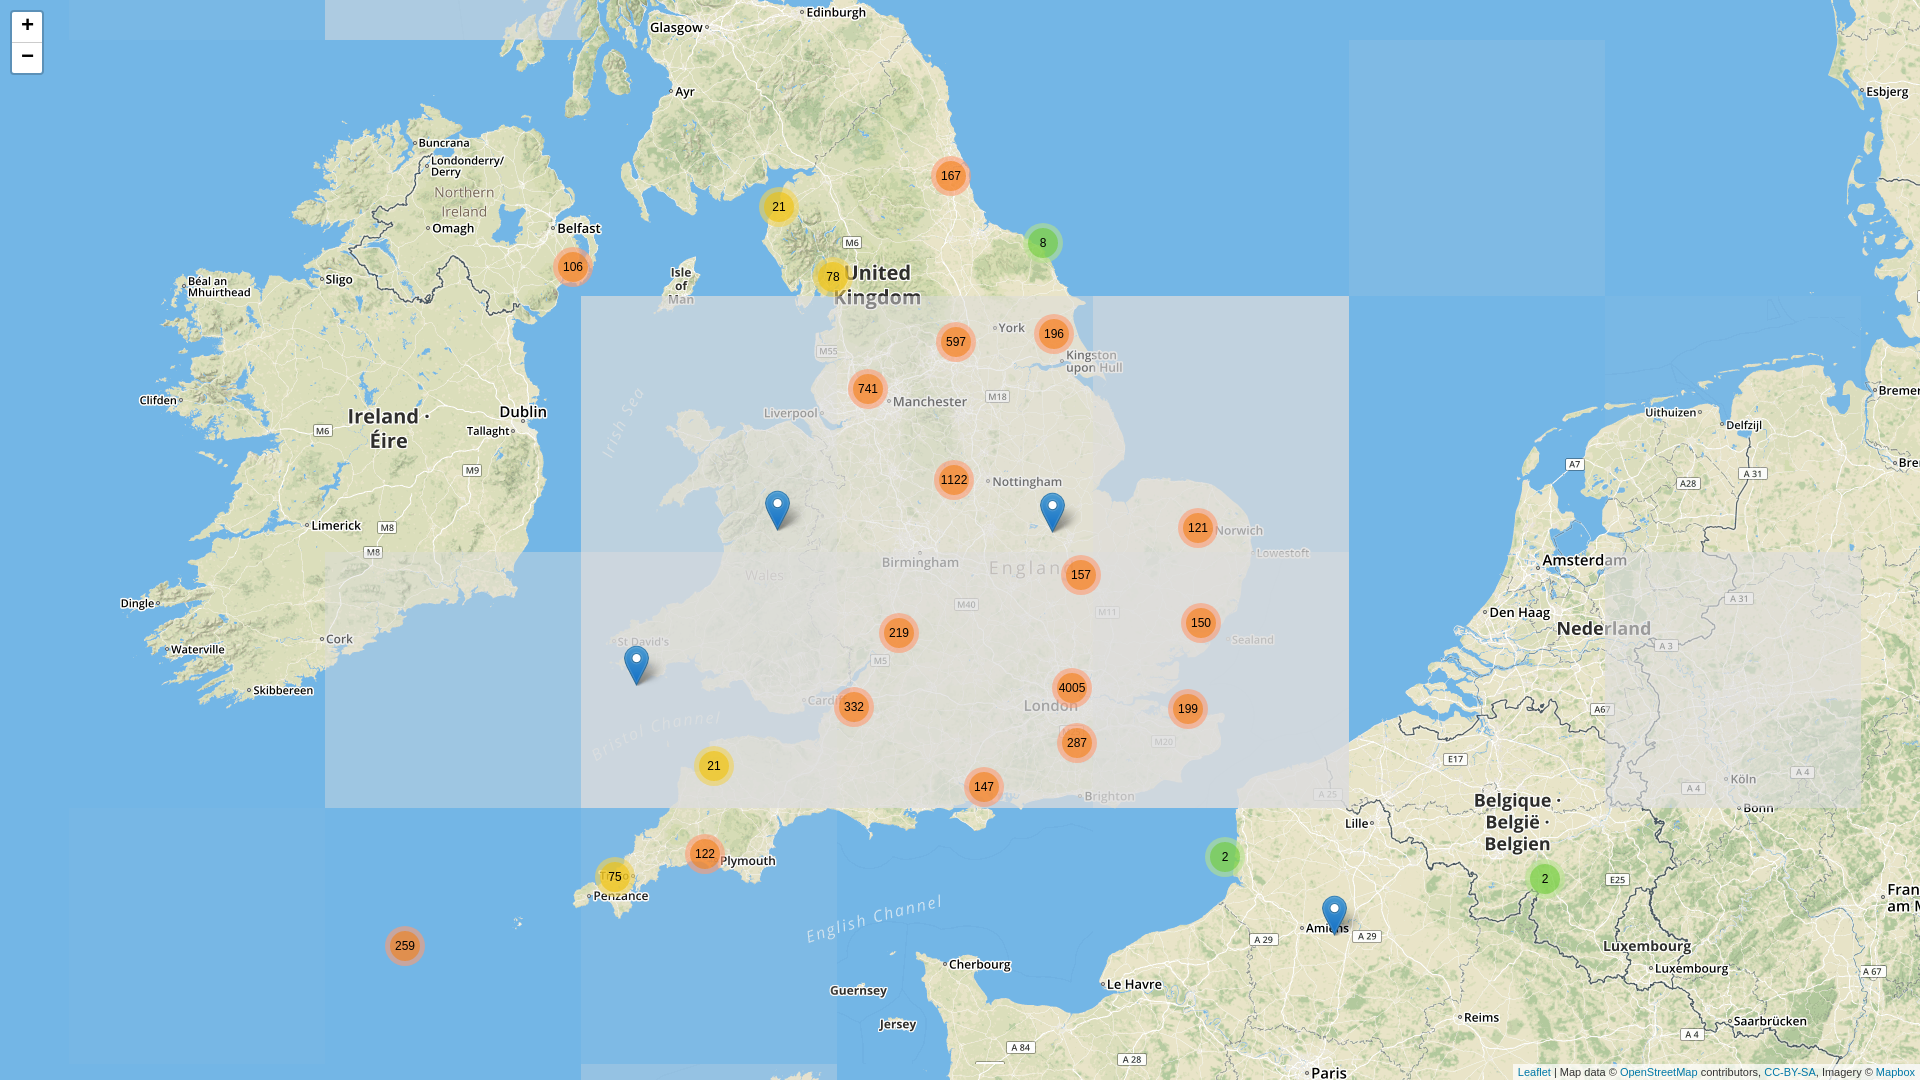 +
−
Glasgow
Edinburgh
Ayr
Esbjerg
Buncrana
Londonderry/
Derry
Northern
Ireland
Omagh
Belfast
167
21
8
M6
106
78
United
Kingdom
Isle
of
Man
Sligo
Béal an
Mhuirthead
York
196
597
M55
Kingston
upon Hull
741
Manchester
M18
Liverpool
Irish Sea
Clifden
Dublin
Ireland ·
Éire
M6
Tallaght
M9
Uithuizen
Delfzijl
Breme
A7
A 31
A28
Bre
1122
Nottingham
Limerick
M8
M8
121
Norwich
Lowestoft
Birmingham
Wales
Englan
157
Amsterdam
Dingle
M40
M11
A 31
Den Haag
Nederland
219
150
Cork
St David's
Sealand
A 3
Waterville
M5
Skibbereen
4005
London
Cardiff
332
199
A67
287
M20
Bristol Channel
E17
21
147
Brighton
A 25
Köln
A 4
A 4
Bonn
Belgique ·
België ·
Belgien
Lille
122
Plymouth
2
75
Penzance
2
E25
Fran
am M
English Channel
Amiens
A 29
A 29
259
Luxembourg
Luxembourg
A 67
Cherbourg
Le Havre
Guernsey
Jersey
Reims
Saarbrücken
A 4
A 84
A 28
Paris
Leaflet | Map data © OpenStreetMap contributors, CC-BY-SA, Imagery © Mapbox